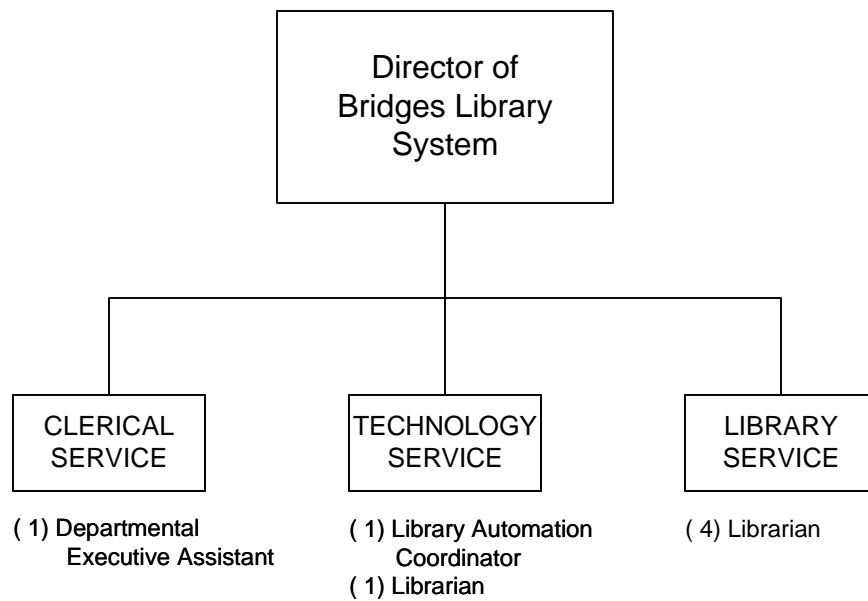 Director of
Bridges Library
System
CLERICAL
SERVICE
( 1) Departmental
Executive Assistant
TECHNOLOGY
SERVICE
( 1) Library Automation
Coordinator
( 1) Librarian
LIBRARY
SERVICE
( 4) Librarian